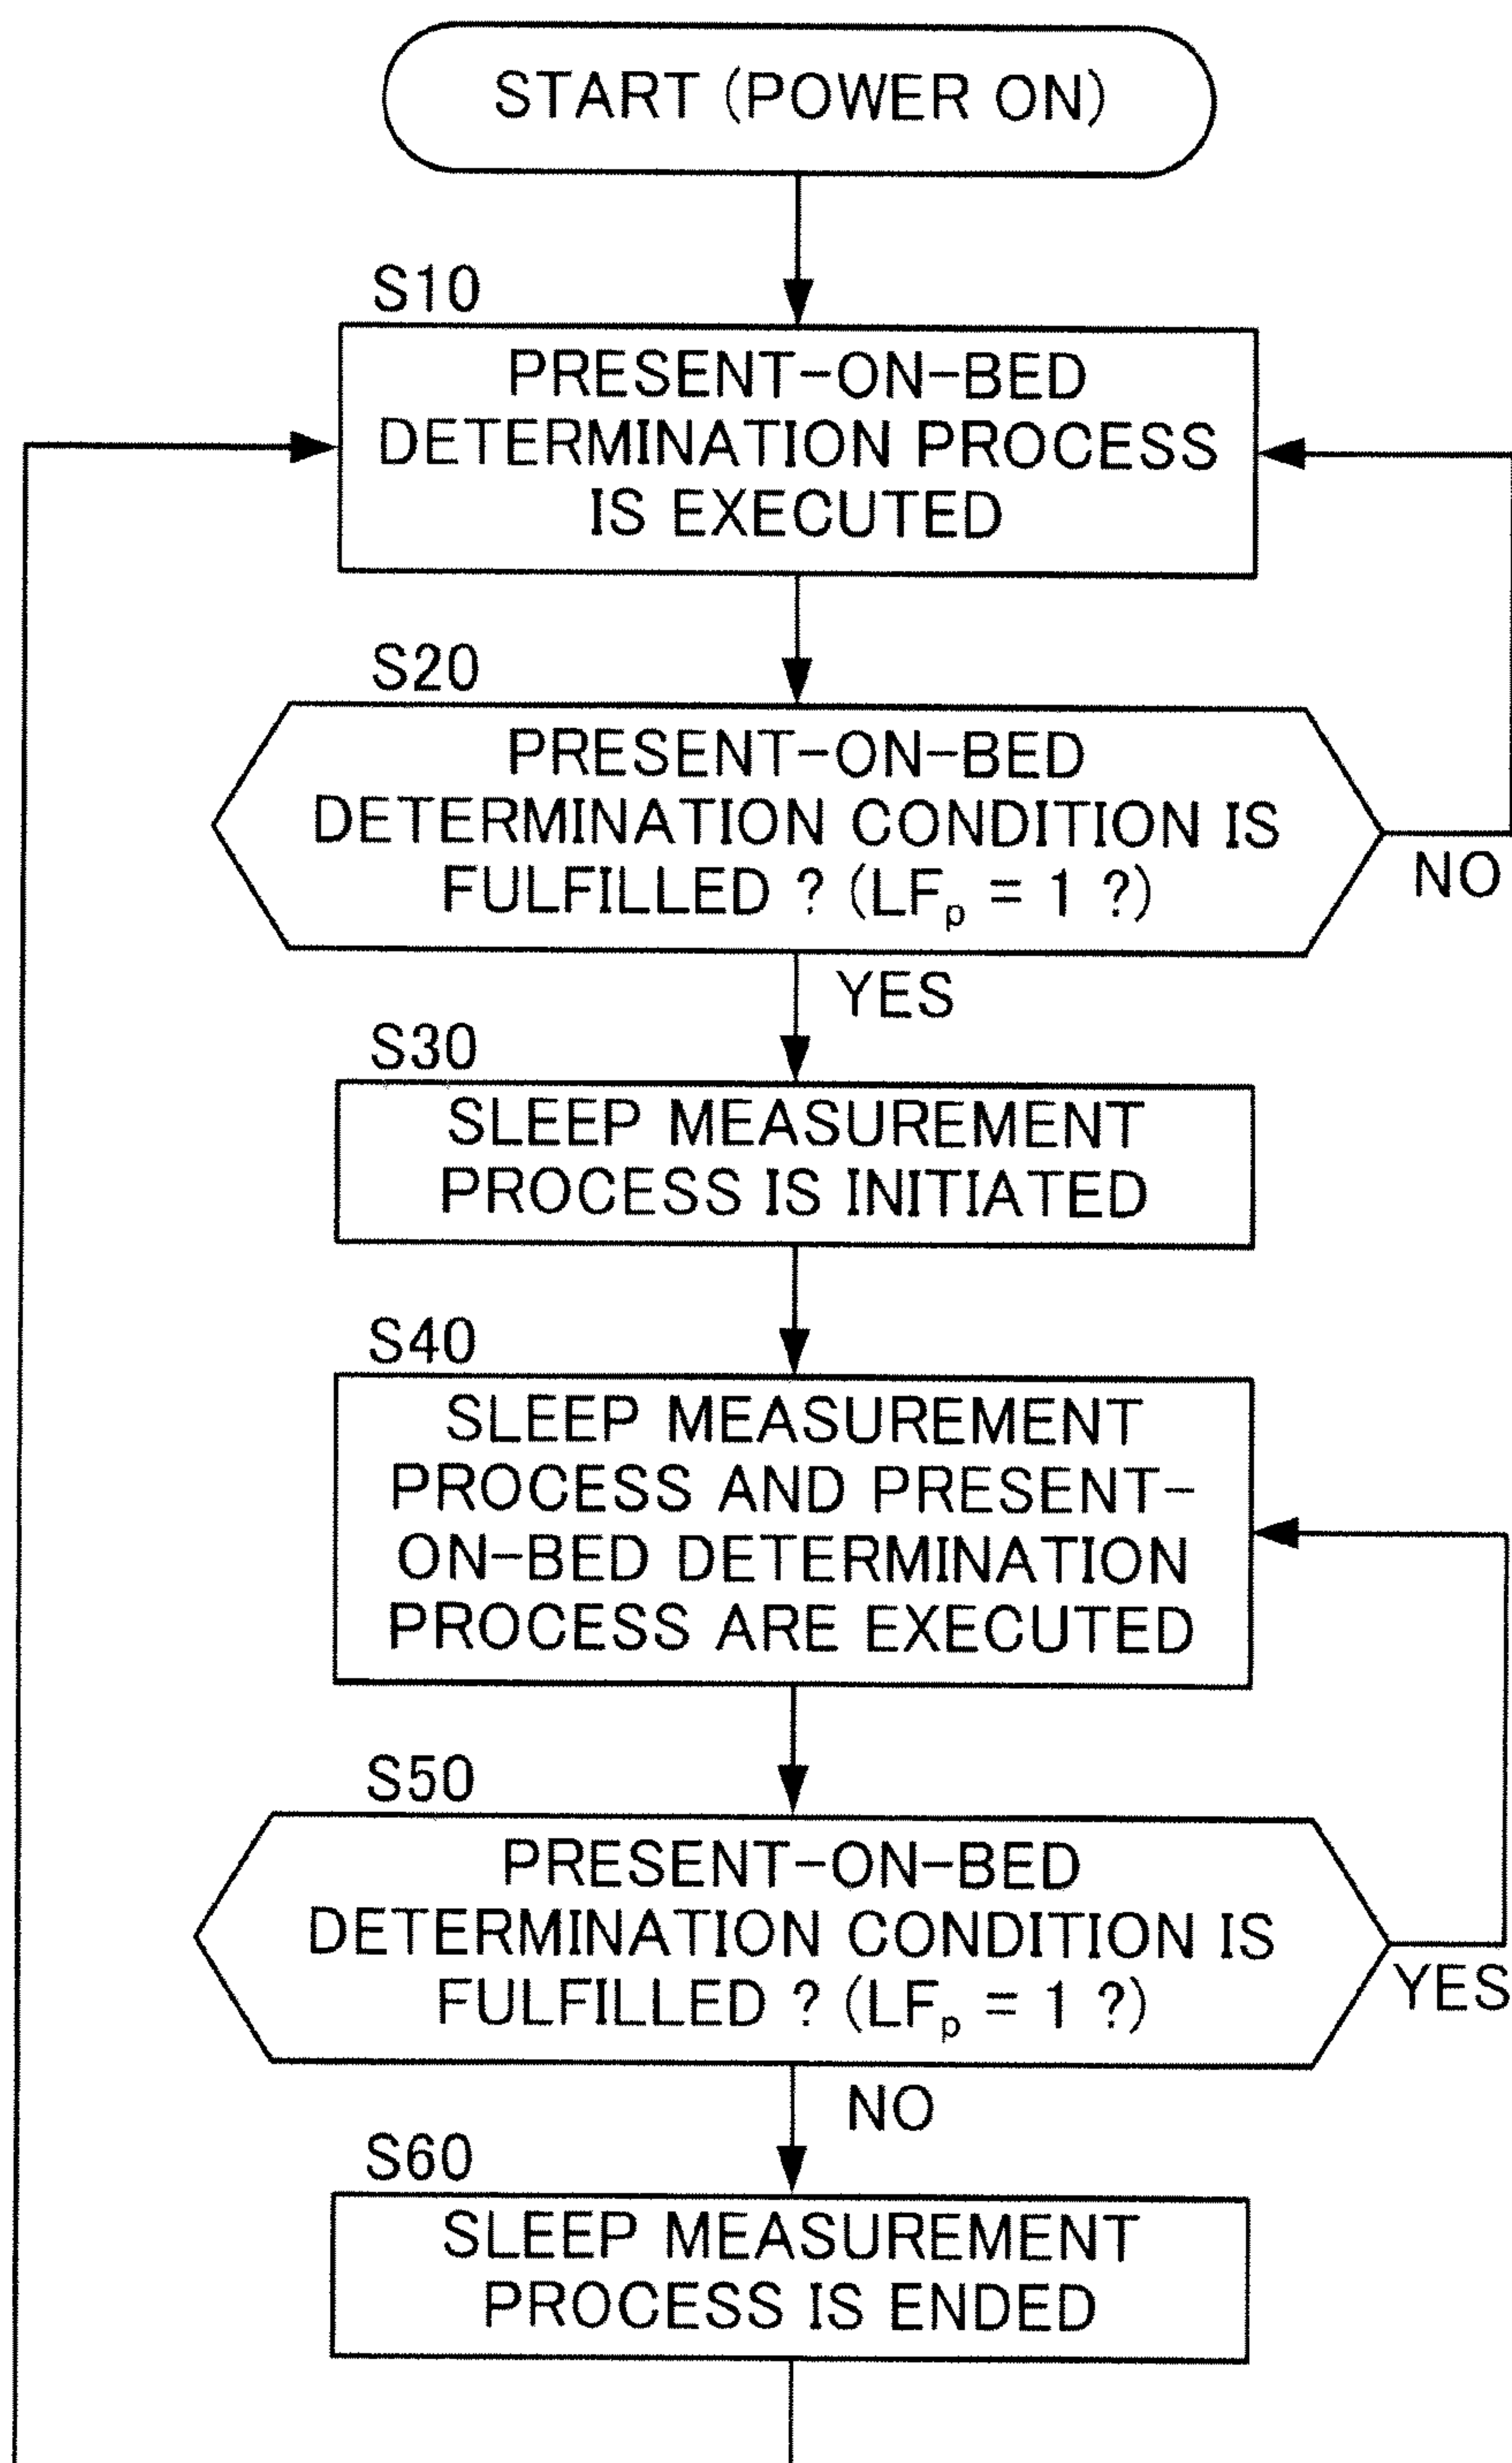 START (POWER ON)
S10
PRESENT-ON-BED
DETERMINATION PROCESS
IS EXECUTED
S20
PRESENT-ON-BED
DETERMINATION CONDITION IS
FULFILLED ? (LFp = 1 ?)
NO
YES
S30
SLEEP MEASUREMENT
PROCESS IS INITIATED
S40
SLEEP MEASUREMENT
PROCESS AND PRESENT-
ON-BED DETERMINATION
PROCESS ARE EXECUTED
S50
PRESENT-ON-BED
DETERMINATION CONDITION IS
FULFILLED ? (LFp = 1 ?)
YES
NO
S60
SLEEP MEASUREMENT
PROCESS IS ENDED